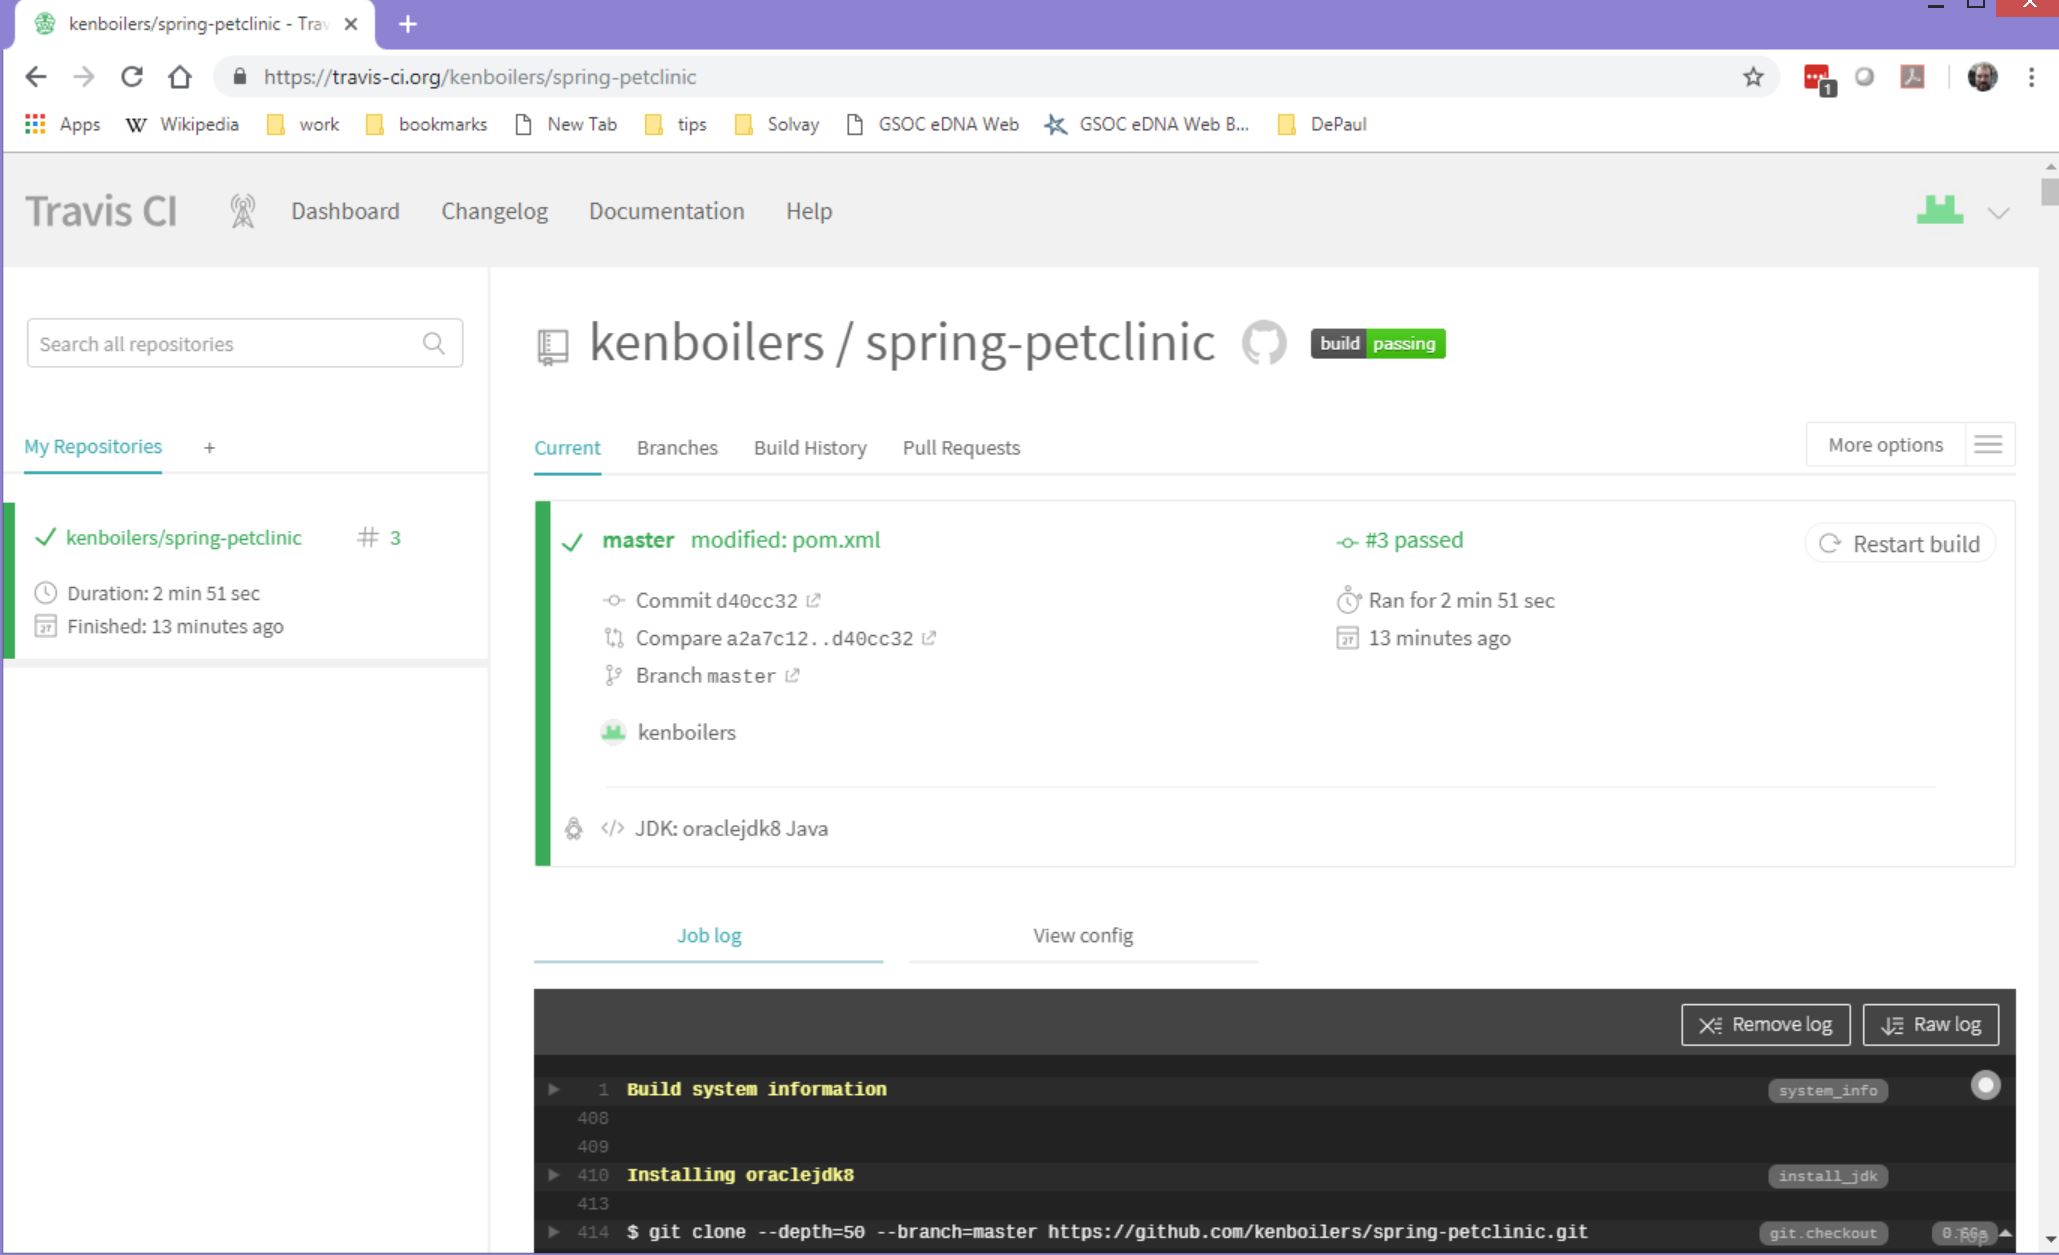 kenboilers/spring-petclinic - Trav
https://travis-ci.org/kenboilers/spring-petclinic
1
Apps Wikipedia work bookmarks New Tab tips Solvay GSOC eDNA Web GSOC eDNA Web B... DePaul
Travis CI Dashboard Changelog Documentation Help
Search all repositories
kenboilers / spring-petclinic build passing
My Repositories +
Current Branches Build History Pull Requests More options
kenboilers/spring-petclinic # 3
Duration: 2 min 51 sec
Finished: 13 minutes ago
master modified: pom.xml
#3 passed
Restart build
Commit d40cc32
Ran for 2 min 51 sec
Compare a2a7c12..d40cc32
13 minutes ago
Branch master
kenboilers
</> JDK: oraclejdk8 Java
Job log View config
Remove log Raw log
1 Build system information system_info
408
409
410 Installing oraclejdk8 install_jdk
413
414 $ git clone --depth=50 --branch=master https://github.com/kenboilers/spring-petclinic.git git.checkout 0.66s
Top